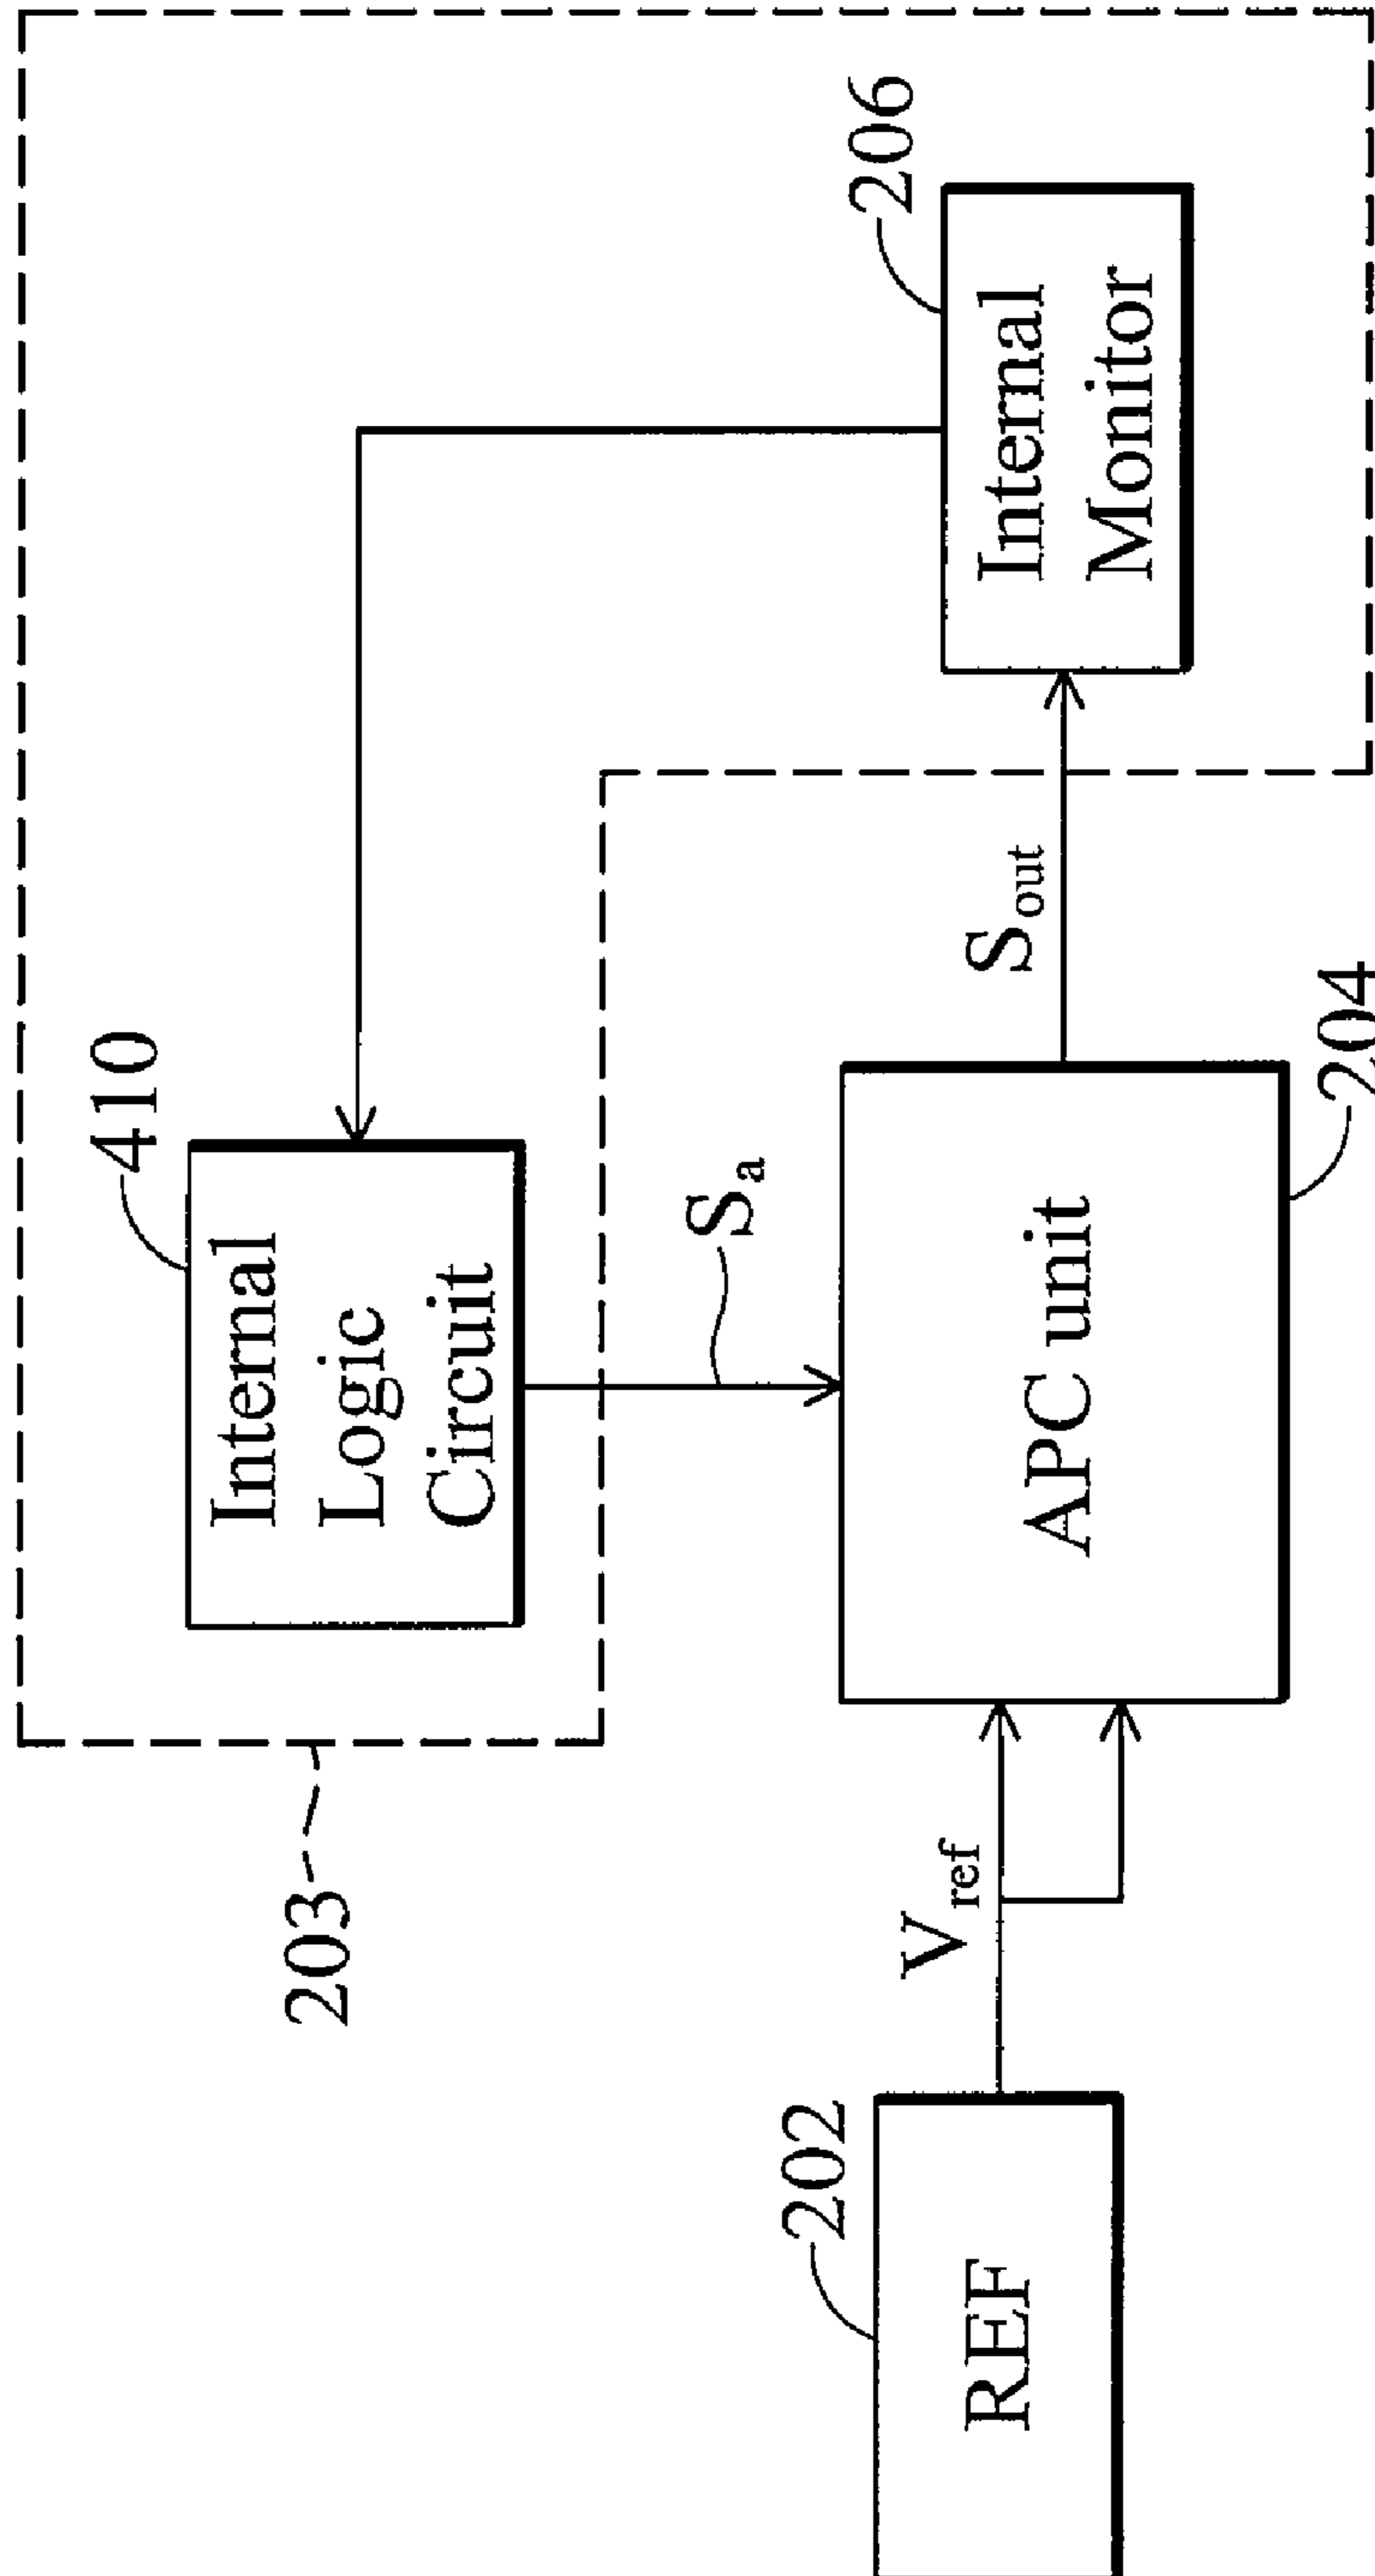 203
410
Internal
Logic
Circuit
206
Internal
Monitor
Sa
Sout
202
REF
Vref
APC unit
204